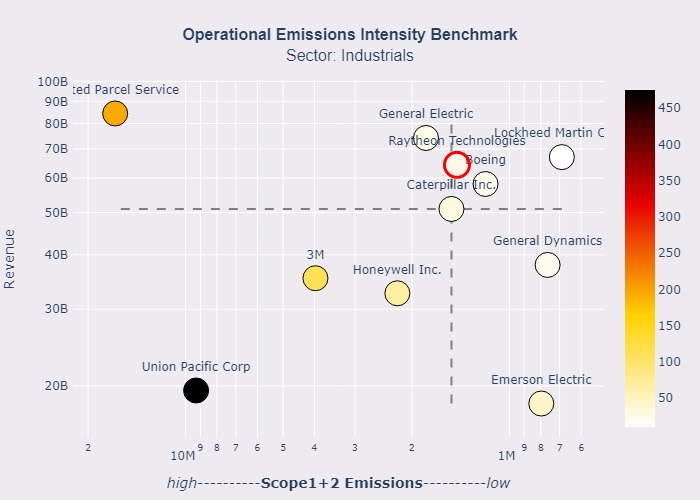 Operational Emissions Intensity Benchmark
Sector: Industrials
100B
90B
80B
70B
60B
50B
40B
30B
20B
Revenue
ced Parcel Service
General Electric
Raytheon Technologies
Lockheed Martin C
Boeing
Caterpillar Inc.
General Dynamics
3M
Honeywell Inc.
Union Pacific Corp
Emerson Electric
450
400
350
300
250
200
150
100
50
2 10M 9 8 7 6 5 4 3 2 1M 9 8 7 6
high----------Scope1+2 Emissions----------low